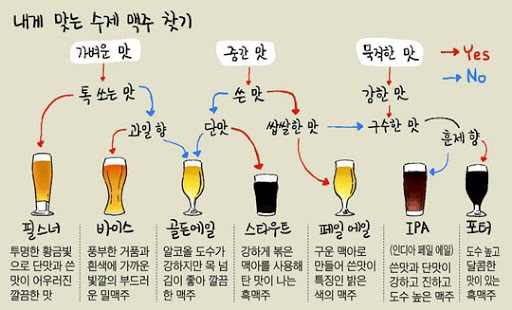 내게 맞는 수제 맥주 찾기
가벼운 맛
중간 맛
묵직한 맛
Yes
No
톡 쏘는 맛
쓴 맛
강한 맛
과일 향
단맛
쌉쌀한 맛
구수한 맛
훈제 향
필스너
투명한 황금빛
으로 단맛과 쓴
맛이 어우러진
깔끔한 맛
바이스
풍부한 거품과
흰색에 가까운
빛깔의 부드러
운 밀맥주
골든에일
알코올 도수가
강하지만 목 넘
김이 좋아 깔끔
한 맥주
스타우트
강하게 볶은
맥아를 사용해
탄 맛이 나는
흑맥주
페일 에일
구운 맥아로
만들어 쓴맛이
특징인 밝은
색의 맥주
IPA
(인디아 페일 에일)
쓴맛과 단맛이
강하고 진하고
도수 높은 맥주
포터
도수 높고
달콤한
맛이 있는
흑맥주